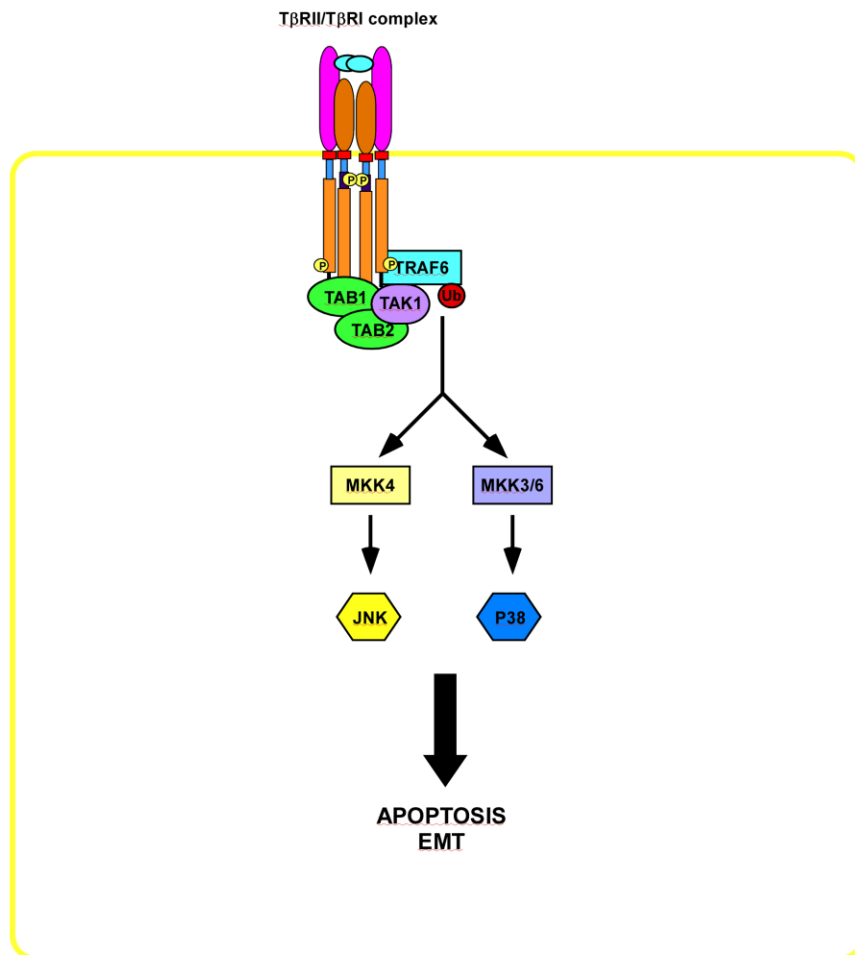 TβRII/TβRI complex
P P
P
P
TRAF6
TAB1
TAK1
Ub
TAB2
MKK4
MKK3/6
JNK
P38
APOPTOSIS
EMT